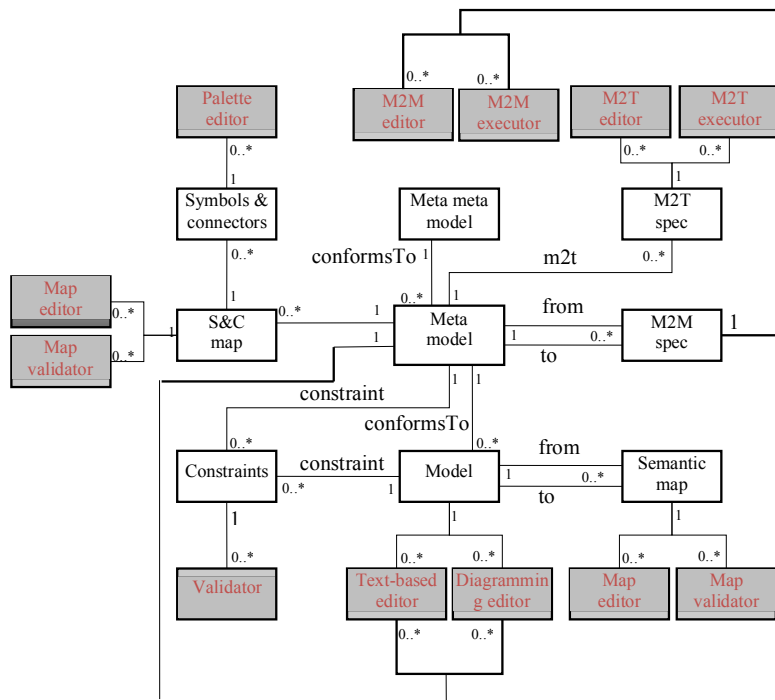 0..*
0..*
Palette
editor
M2M
editor
M2M
executor
M2T
editor
M2T
executor
0..*
0..*
0..*
1
1
Symbols &
connectors
Meta meta
model
M2T
spec
0..*
conformsTo
1
m2t
0..*
Map
editor
1
0..*
1
0..*
0..*
1
from
1
S&C
map
Meta
model
M2M
spec
1
Map
validator
0..*
1
1
0..*
to
constraint
1
1
conformsTo
0..*
0..*
from
Constraints
constraint
Model
Semantic
map
0..*
1
1
0..*
to
1
1
1
0..*
0..*
0..*
0..*
0..*
Validator
Text-based
editor
Diagrammin
g editor
Map
editor
Map
validator
0..*
0..*